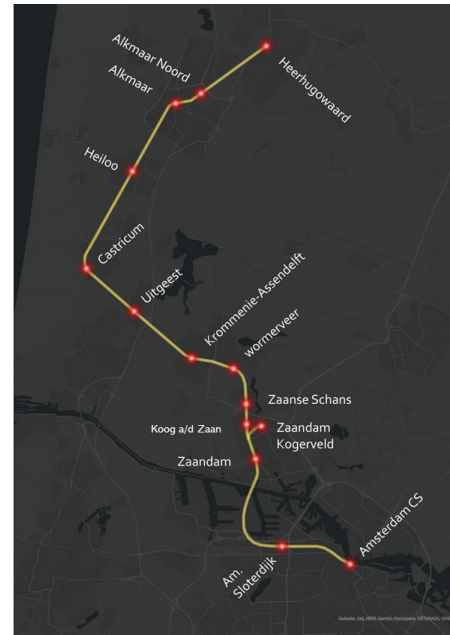 Heerhugowaard
Alkmaar Noord
Alkmaar
Heiloo
Castricum
Uitgeest
Krommenie-Assendelft
wormerveer
Zaanse Schans
Koog a/d Zaan
Zaandam
Kogerveld
Zaandam
Am.
Sloterdijk
Amsterdam CS